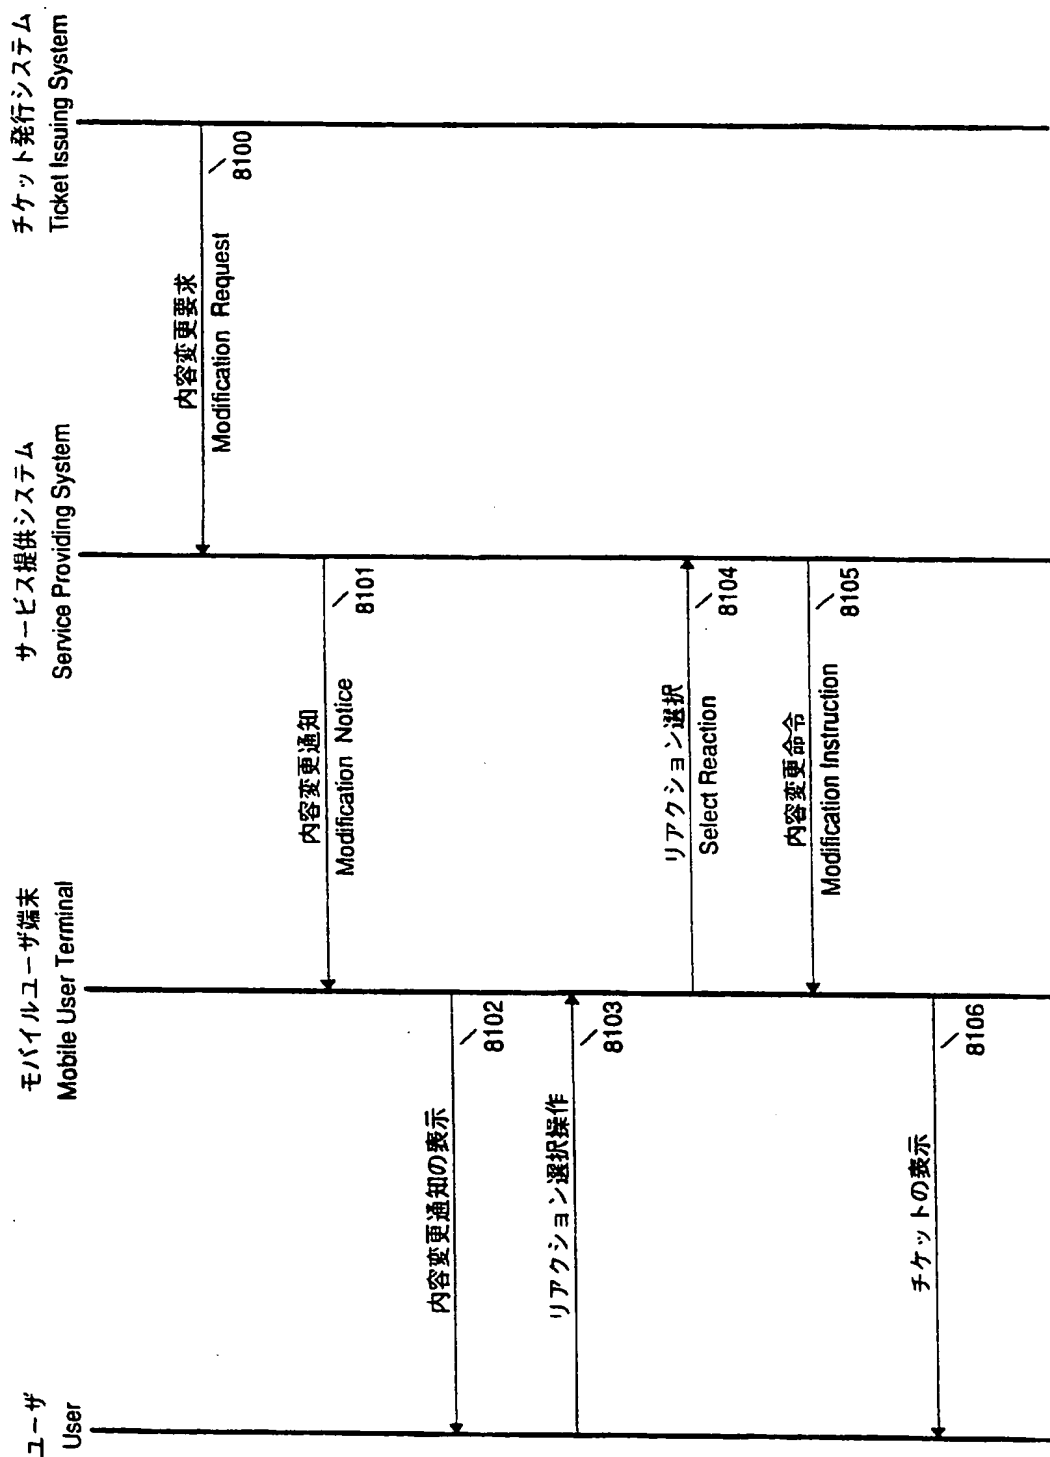 ユーザ
User
モバイルユーザ端末
Mobile User Terminal
サービス提供システム
Service Providing System
チケット発行システム
Ticket Issuing System
内容変更要求
Modification Request
8100
内容変更通知
Modification Notice
8101
内容変更通知の表示
8102
リアクション選択操作
8103
リアクション選択
Select Reaction
8104
内容変更命令
Modification Instruction
8105
チケットの表示
8106